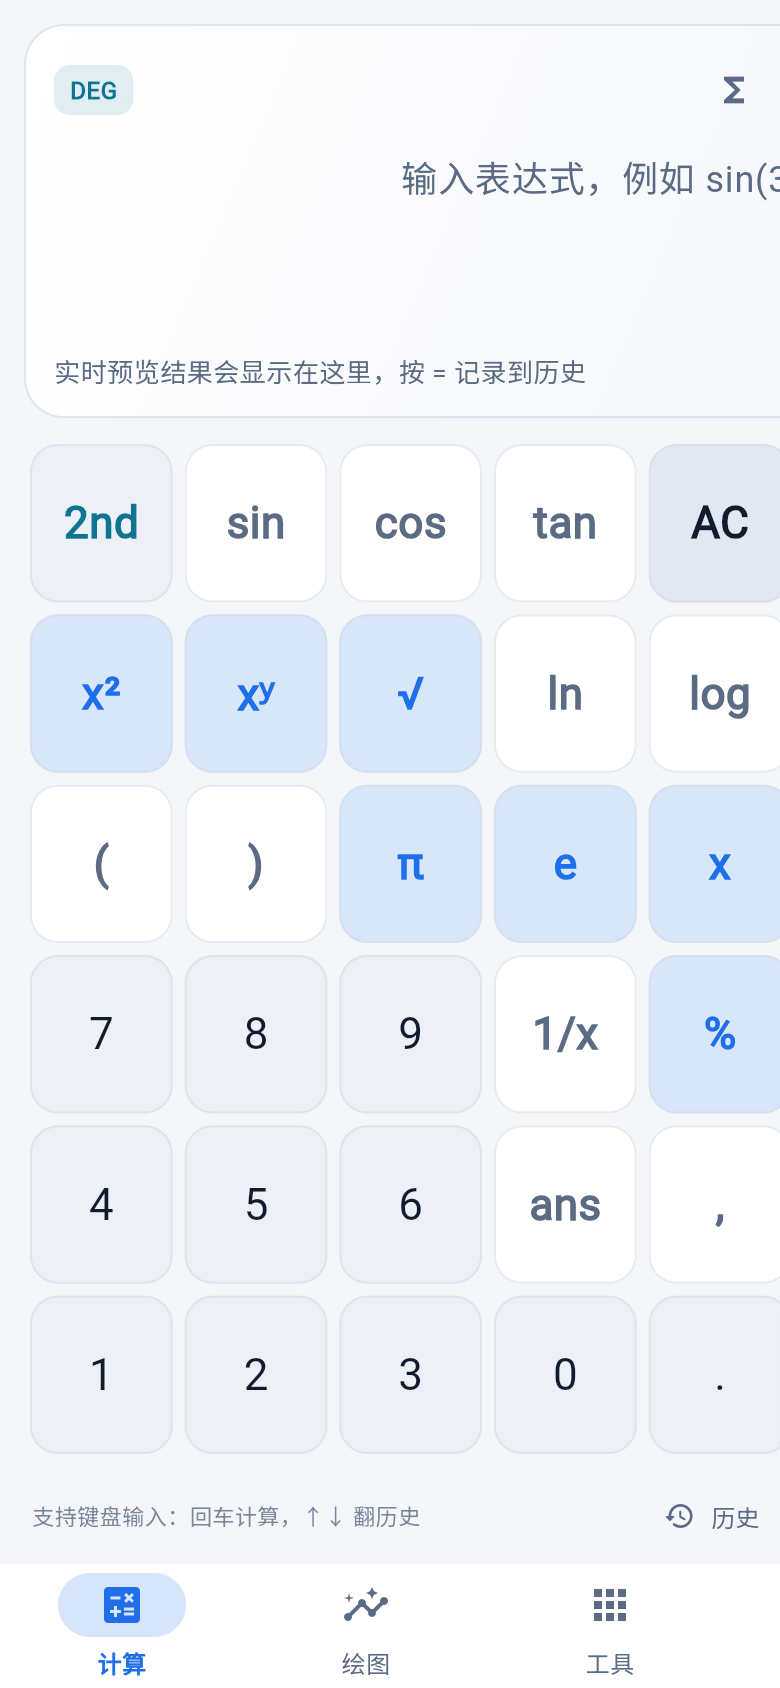 DEG
输入表达式，例如 sin(3
实时预览结果会显示在这里，按 = 记录到历史
2nd sin cos tan AC
x² xʸ √ ln log
( ) π e x
7 8 9 1/x %
4 5 6 ans ,
1 2 3 0 .
支持键盘输入：回车计算，↑↓ 翻历史 历史
计算 绘图 工具